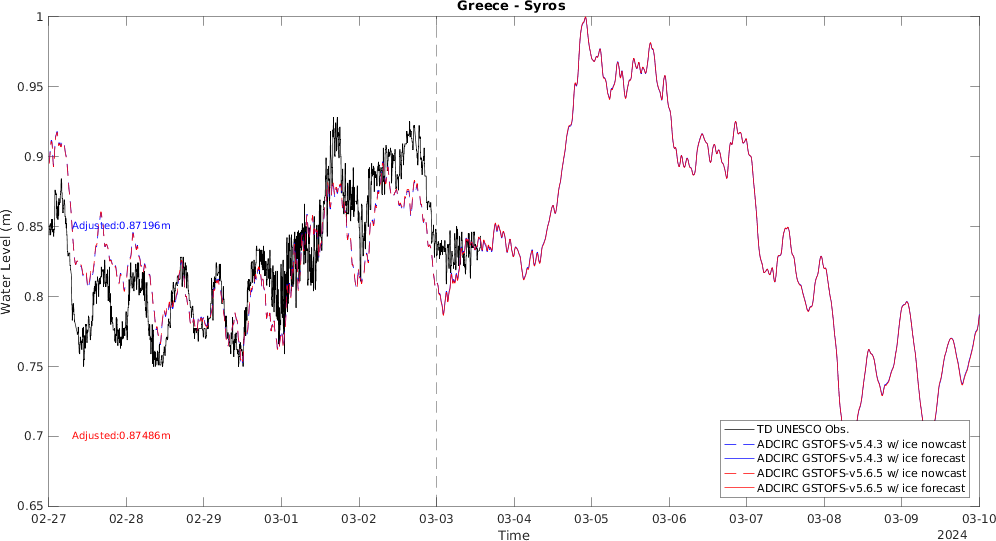 Greece - Syros
1
0.95
0.9
0.85
0.8
0.75
0.7
0.65
Water Level (m)
Adjusted:0.87196m
Adjusted:0.87486m
TD UNESCO Obs.
ADCIRC GSTOFS-v5.4.3 w/ ice nowcast
ADCIRC GSTOFS-v5.4.3 w/ ice forecast
ADCIRC GSTOFS-v5.6.5 w/ ice nowcast
ADCIRC GSTOFS-v5.6.5 w/ ice forecast
02-27 02-28 02-29 03-01 03-02 03-03 03-04 03-05 03-06 03-07 03-08 03-09 03-10
Time
2024